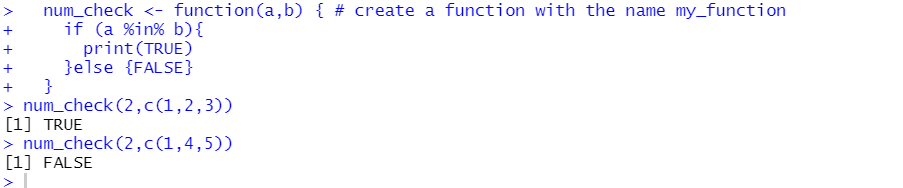 >   num_check <- function(a,b) { # create a function with the name my_function
+     if (a %in% b){
+       print(TRUE)
+     }else {FALSE}
+   }
> num_check(2,c(1,2,3))
[1] TRUE
> num_check(2,c(1,4,5))
[1] FALSE
>